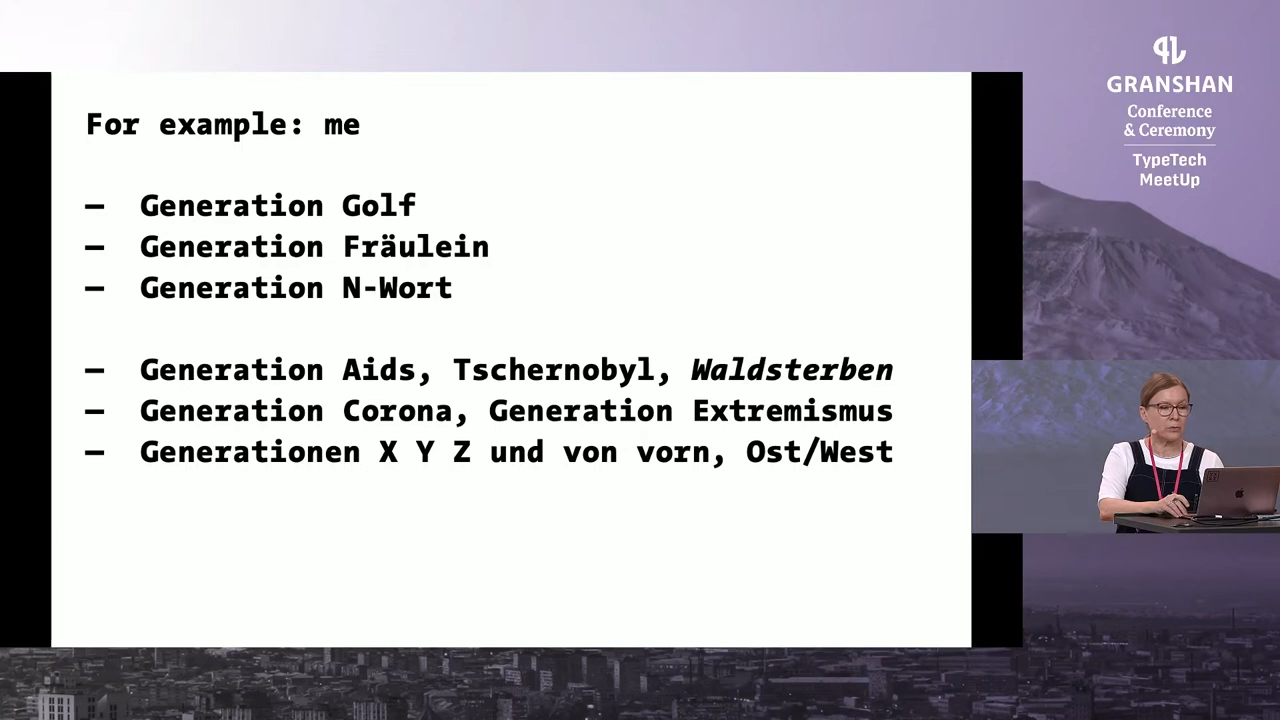 For example: me
– Generation Golf
– Generation Fräulein
– Generation N-Wort
– Generation Aids, Tschernobyl, Waldsterben
– Generation Corona, Generation Extremismus
– Generationen X Y Z und von vorn, Ost/West
GRANSHAN
Conference
& Ceremony
TypeTech
MeetUp